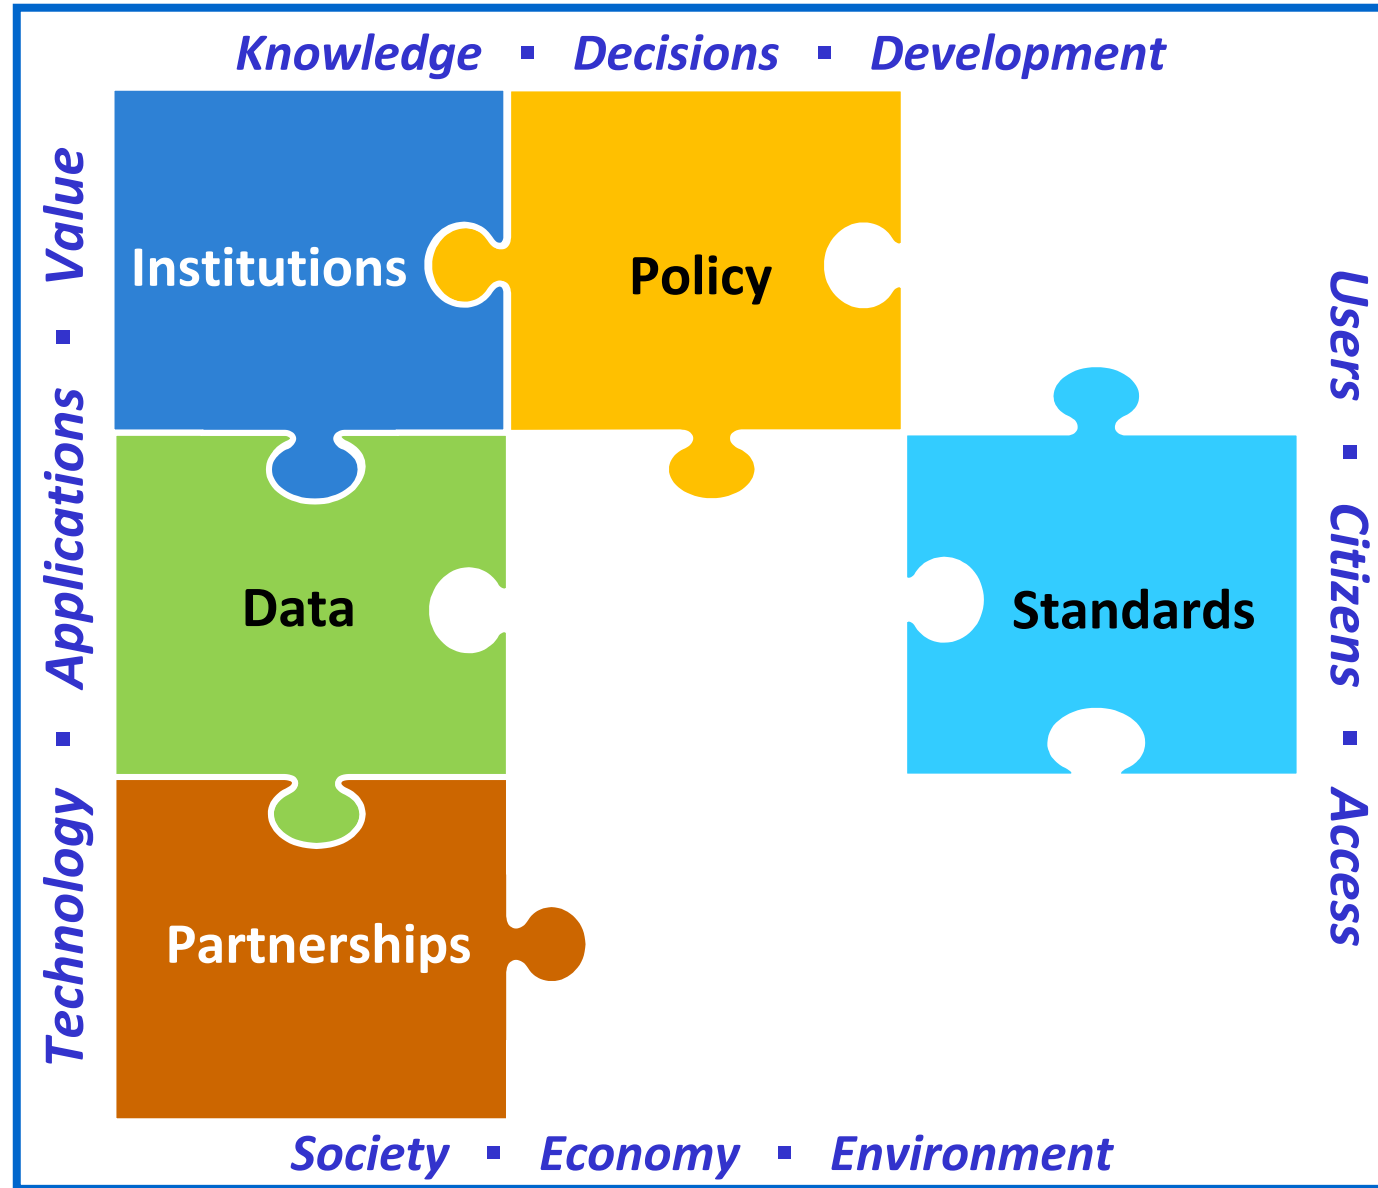 Knowledge ▪ Decisions ▪ Development
Technology ▪ Applications ▪ Value
Institutions
Policy
Data
Standards
Partnerships
Users ▪ Citizens ▪ Access
Society ▪ Economy ▪ Environment